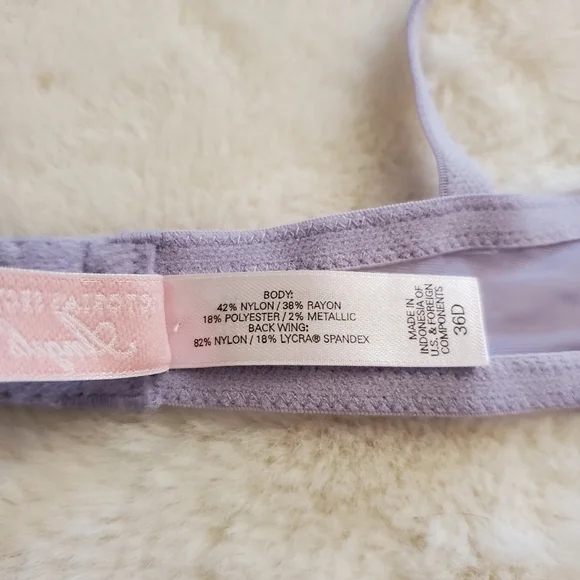 BODY:
42% NYLON / 38% RAYON
18% POLYESTER / 2% METALLIC
BACK WING:
82% NYLON / 18% LYCRA® SPANDEX
MADE IN
INDONESIA OF
U.S. & FOREIGN
COMPONENTS
36D